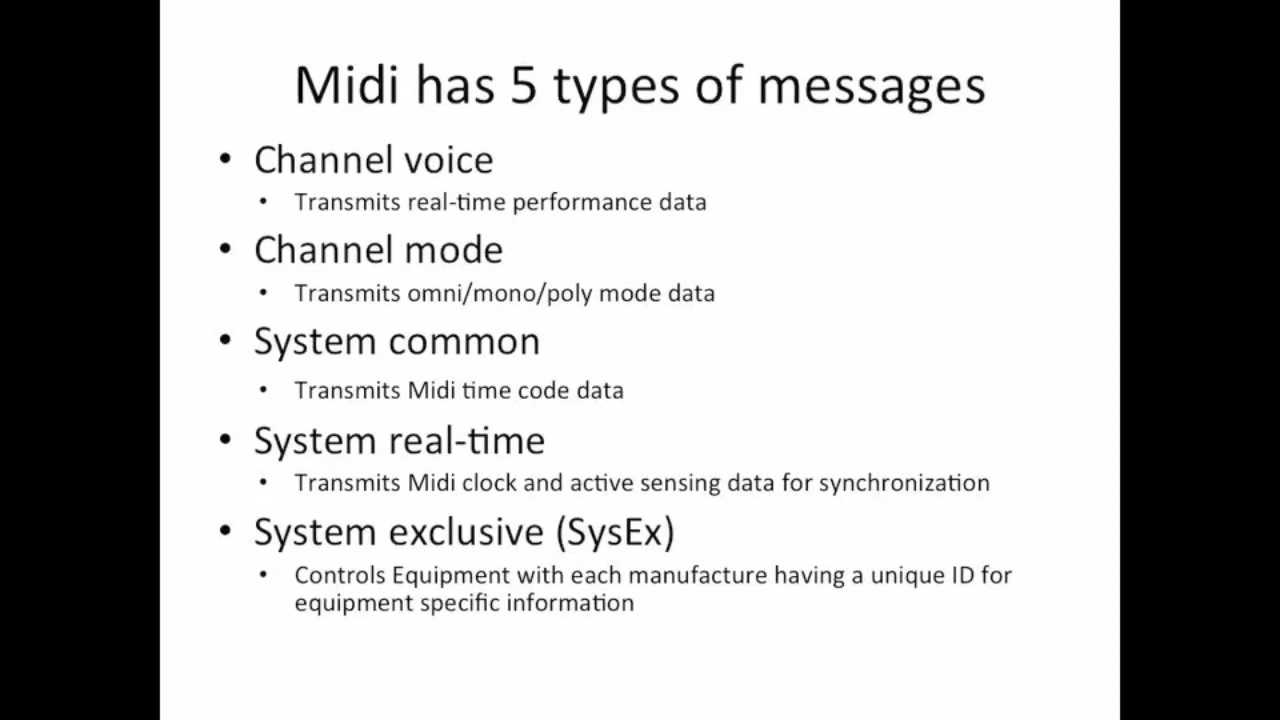 Midi has 5 types of messages
• Channel voice
• Transmits real-time performance data
• Channel mode
• Transmits omni/mono/poly mode data
• System common
• Transmits Midi time code data
• System real-time
• Transmits Midi clock and active sensing data for synchronization
• System exclusive (SysEx)
• Controls Equipment with each manufacture having a unique ID for
equipment specific information